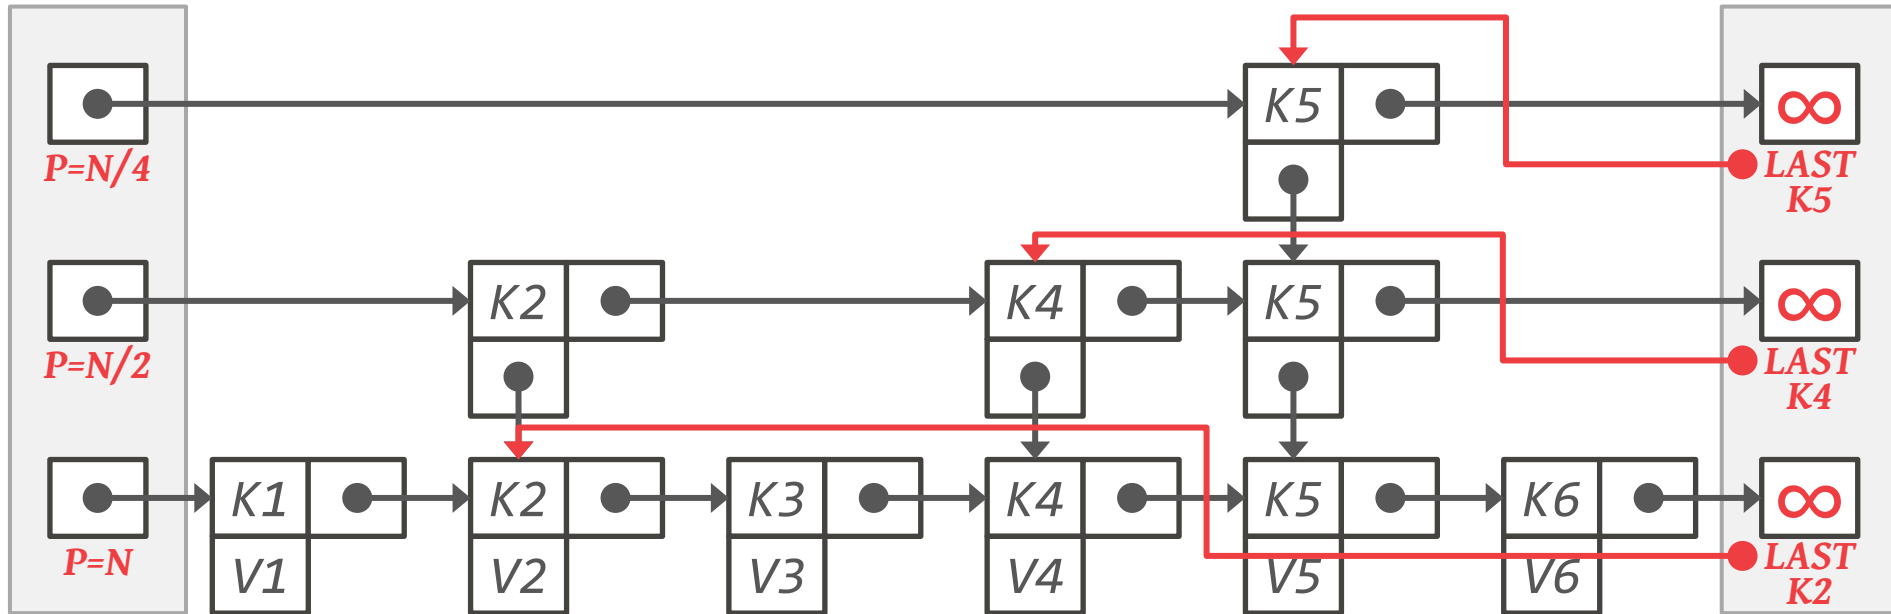 K5 ∞
P=N/4
LAST
K5
K2 K4 K5 ∞
P=N/2
LAST
K4
K1 K2 K3 K4 K5 K6 ∞
P=N
V1 V2 V3 V4 V5 V6
LAST
K2